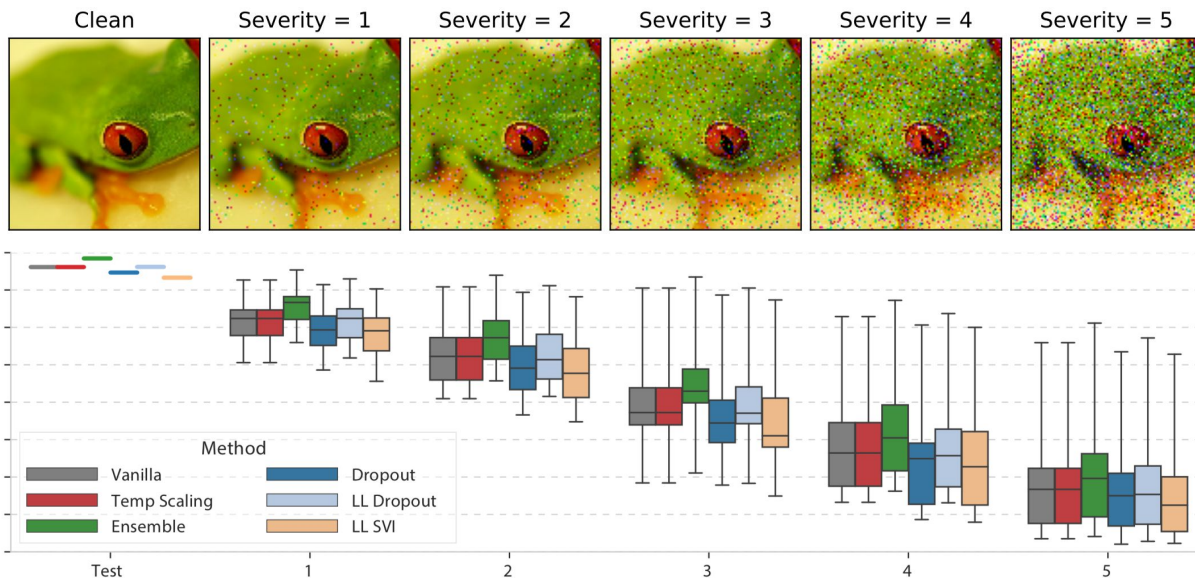 Clean Severity = 1 Severity = 2 Severity = 3 Severity = 4 Severity = 5
Method
Vanilla Dropout
Temp Scaling LL Dropout
Ensemble LL SVI
Test 1 2 3 4 5